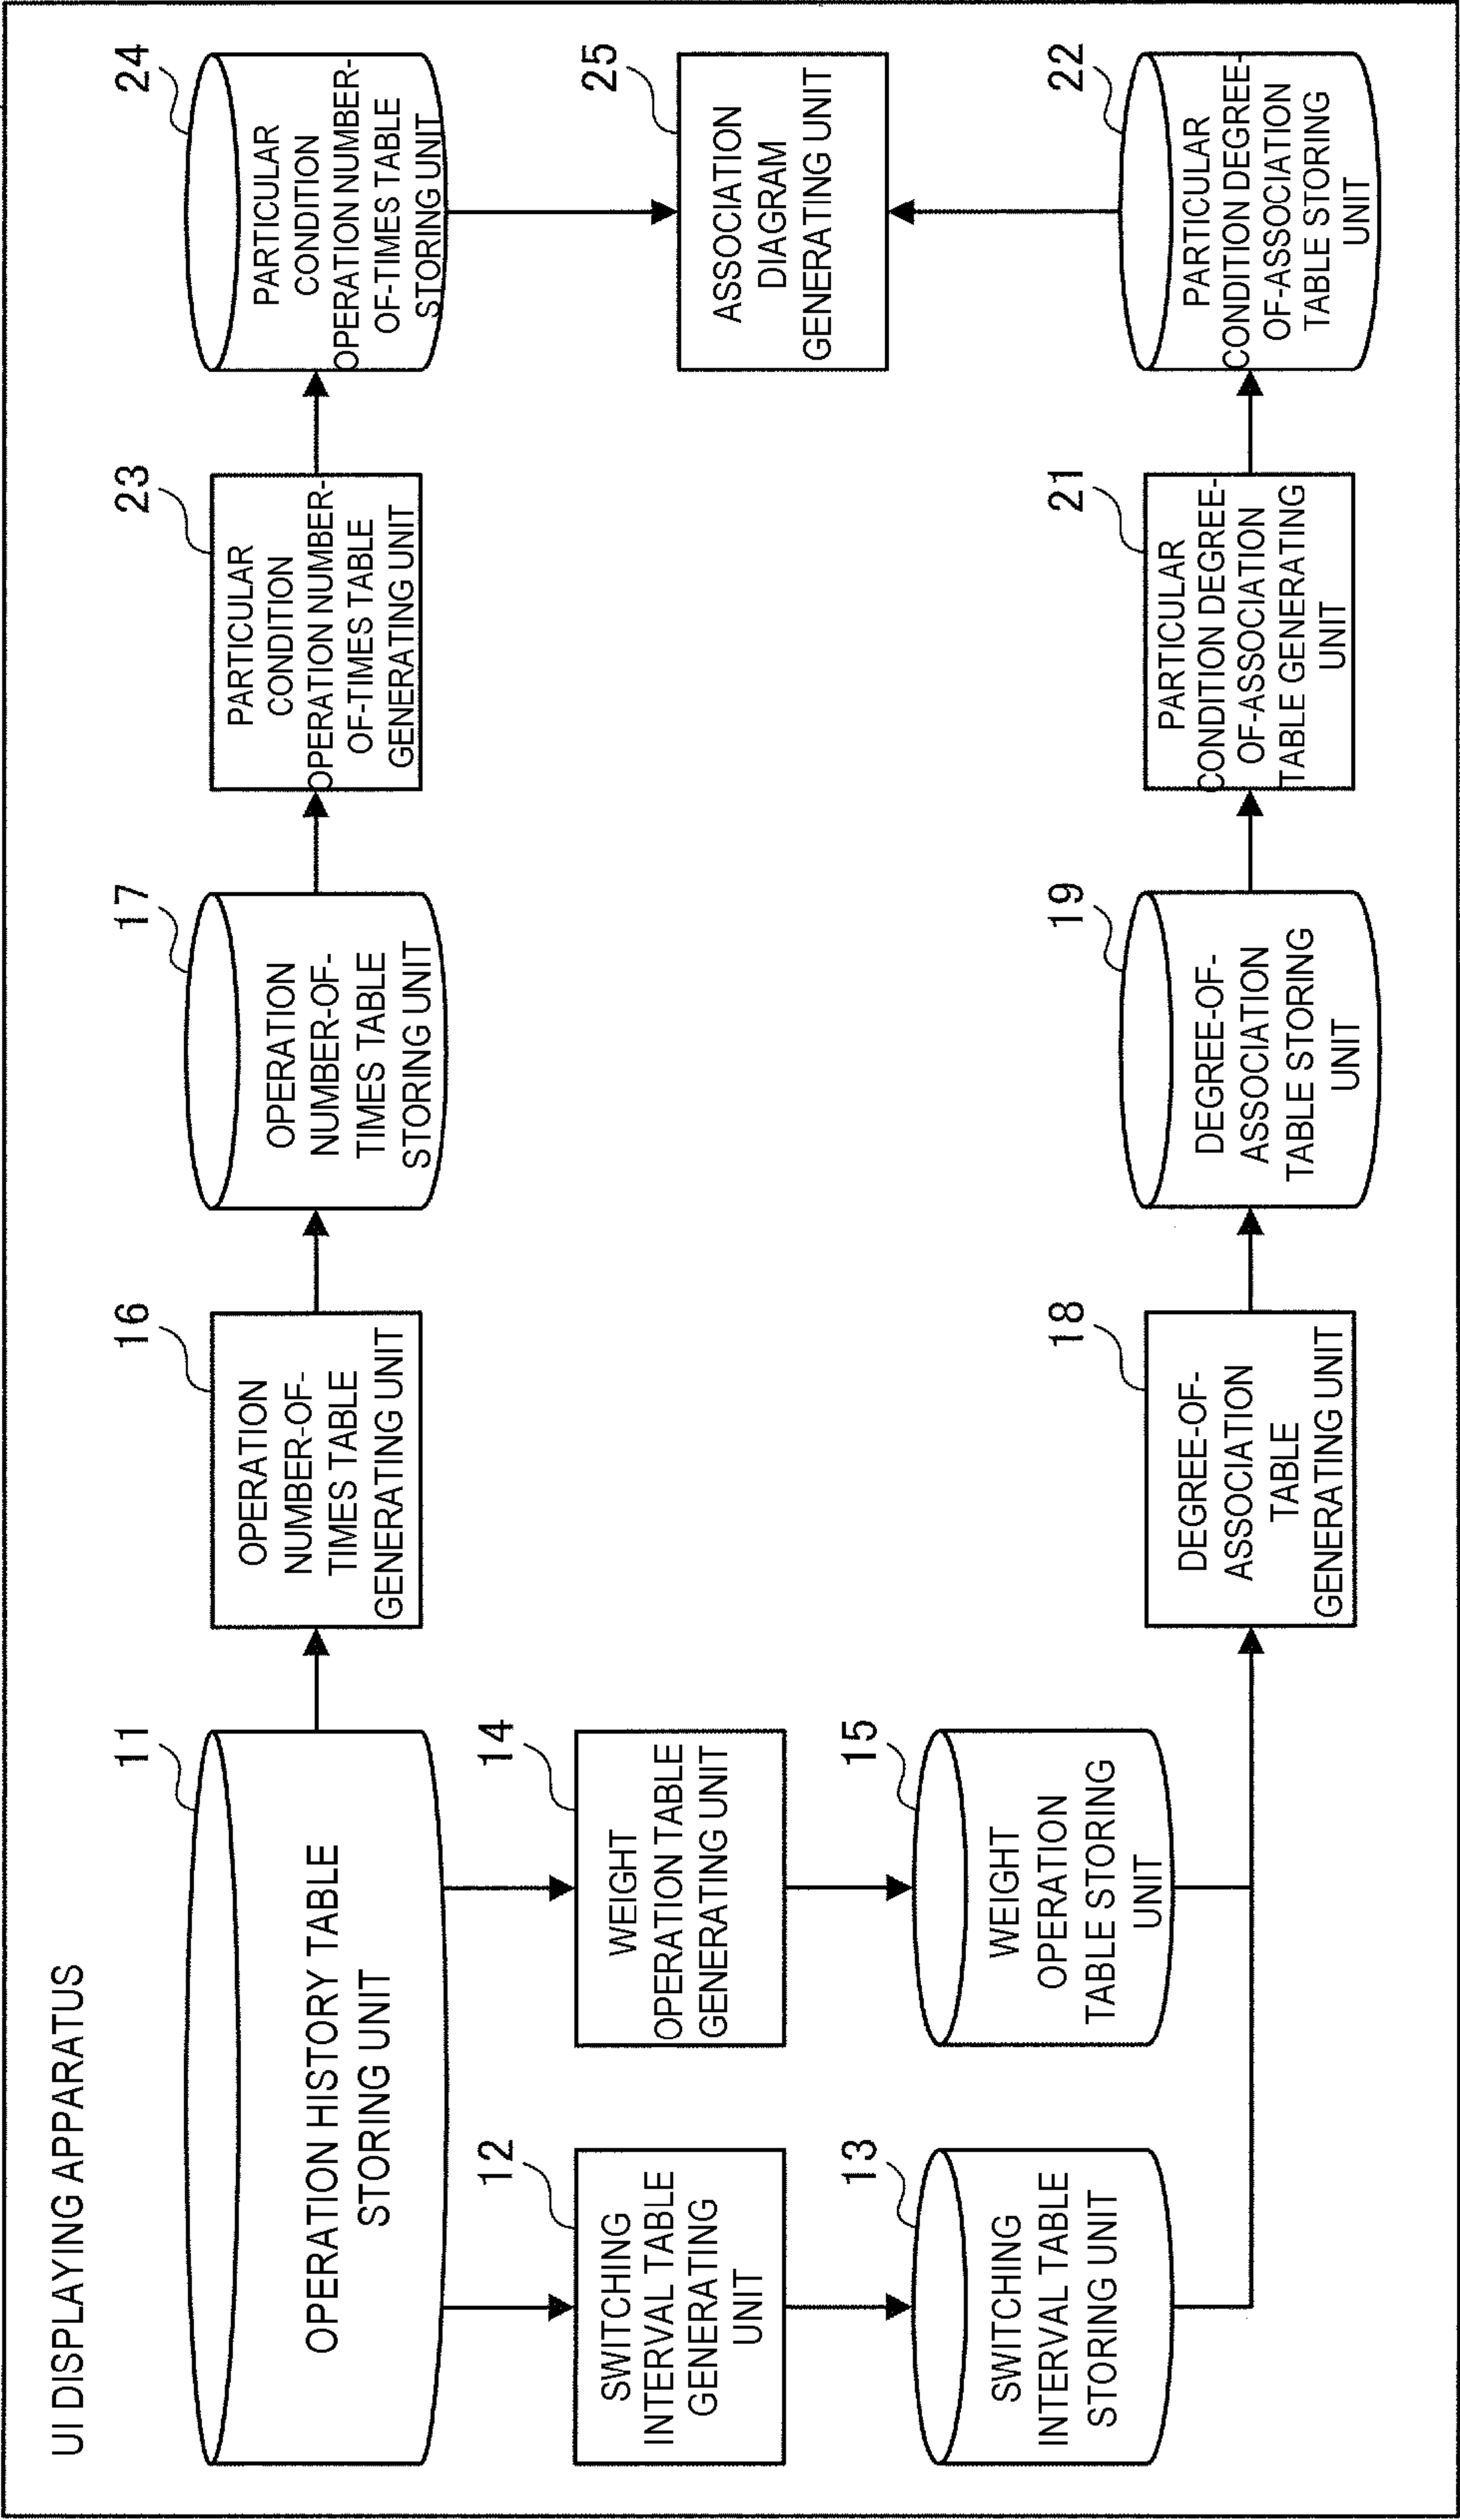 UI DISPLAYING APPARATUS
11
OPERATION HISTORY TABLE
STORING UNIT
16
OPERATION
NUMBER-OF-
TIMES TABLE
GENERATING UNIT
17
OPERATION
NUMBER-OF-
TIMES TABLE
STORING UNIT
23
PARTICULAR
CONDITION
OPERATION NUMBER-
OF-TIMES TABLE
GENERATING UNIT
24
PARTICULAR
CONDITION
OPERATION NUMBER-
OF-TIMES TABLE
STORING UNIT
12
SWITCHING
INTERVAL TABLE
GENERATING
UNIT
14
WEIGHT
OPERATION TABLE
GENERATING UNIT
25
ASSOCIATION
DIAGRAM
GENERATING UNIT
13
SWITCHING
INTERVAL TABLE
STORING UNIT
15
WEIGHT
OPERATION
TABLE STORING
UNIT
18
DEGREE-OF-
ASSOCIATION
TABLE
GENERATING UNIT
19
DEGREE-OF-
ASSOCIATION
TABLE STORING
UNIT
21
PARTICULAR
CONDITION DEGREE-
OF-ASSOCIATION
TABLE GENERATING
UNIT
22
PARTICULAR
CONDITION DEGREE-
OF-ASSOCIATION
TABLE STORING
UNIT